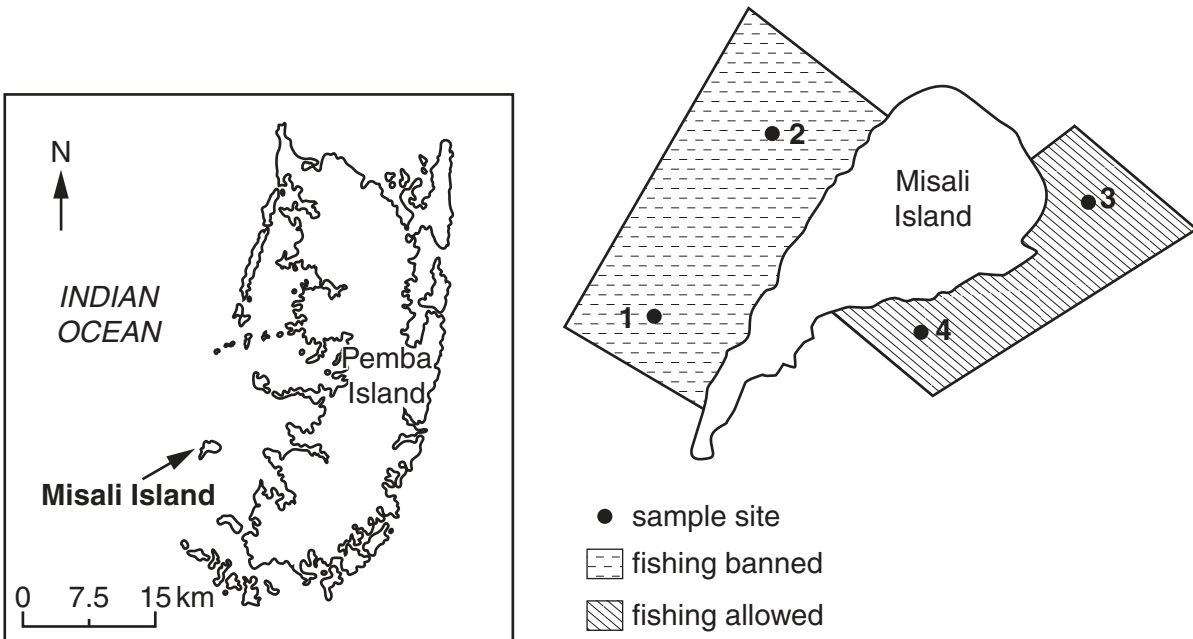 N
INDIAN
OCEAN
Pemba
Island
Misali Island
0 7.5 15 km
2
Misali
Island
3
1
4
sample site
fishing banned
fishing allowed